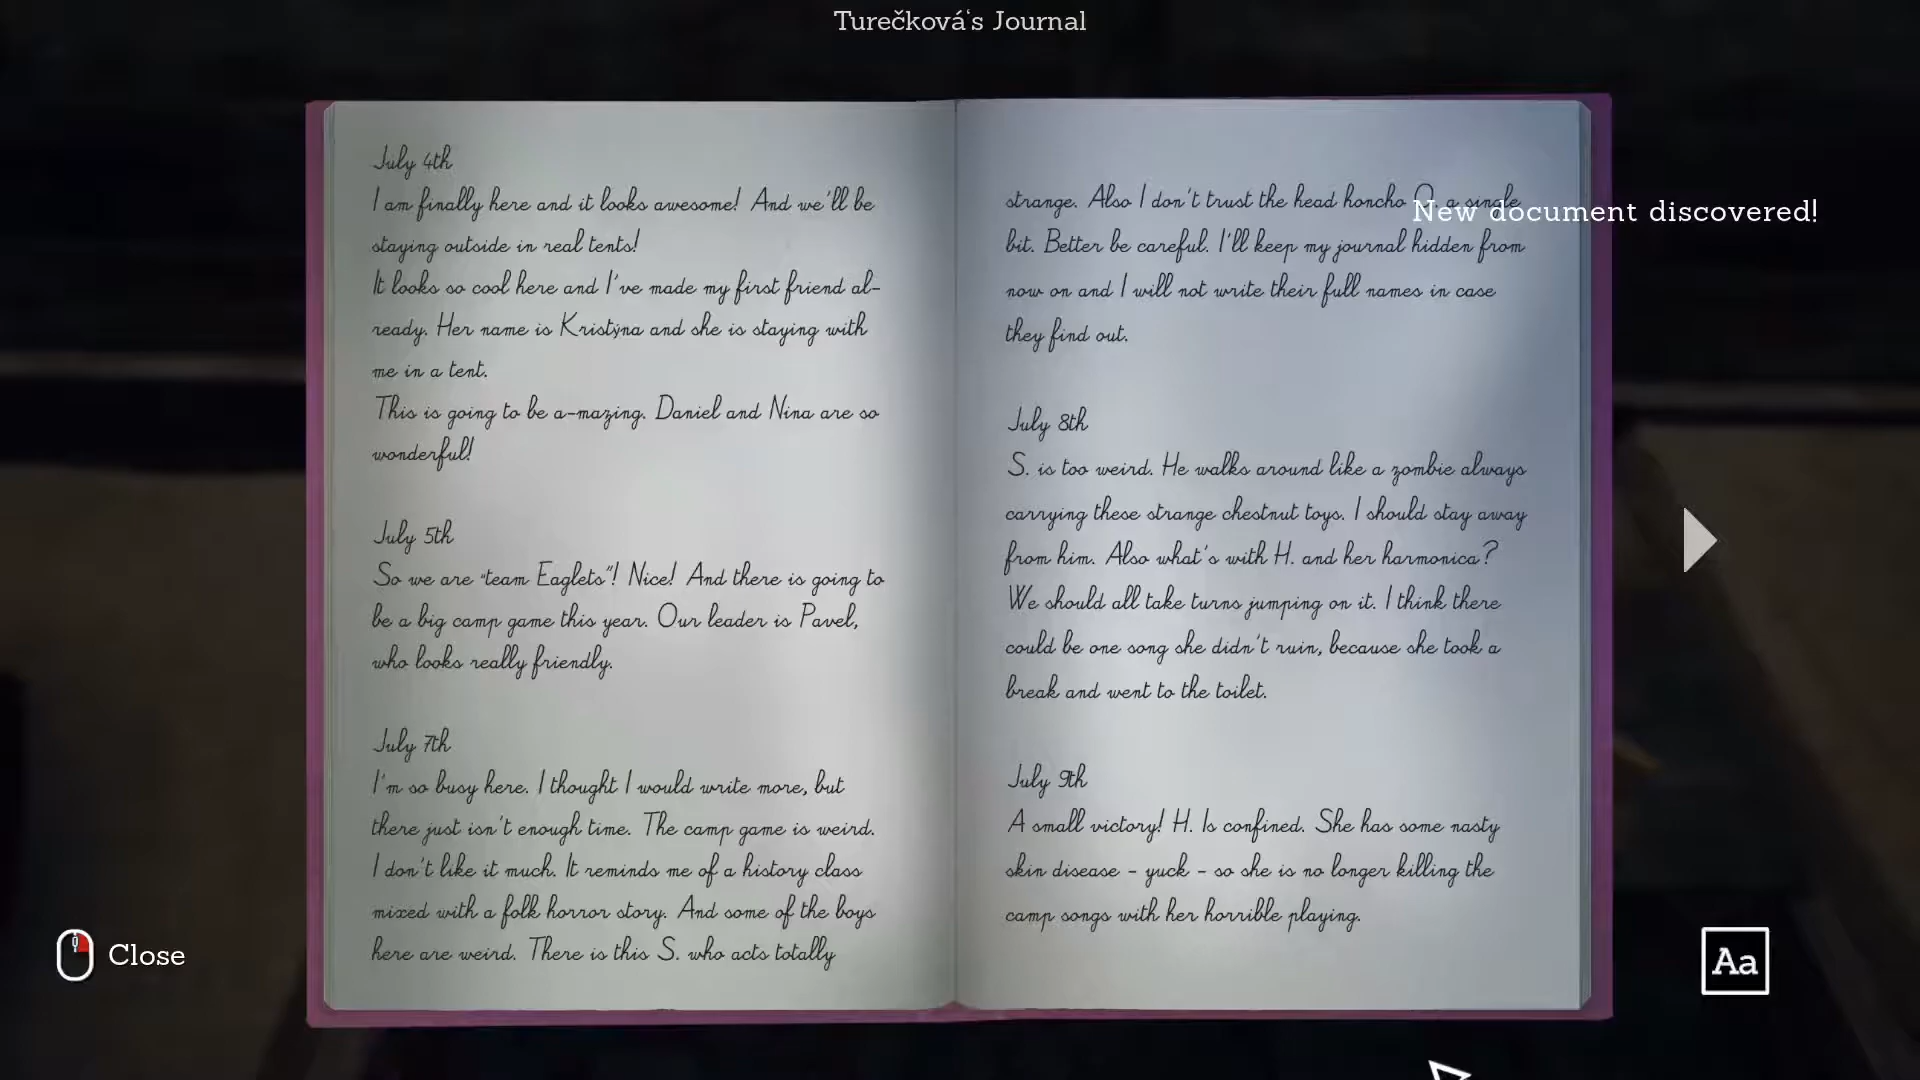 Turečková‘s Journal
July 4th
I am finally here and it looks awesome! And we'll be
staying outside in real tents!
It looks so cool here and I've made my first friend al-
ready. Her name is Kristýna and she is staying with
me in a tent.
This is going to be a-mazing. Daniel and Nina are so
wonderful!
July 5th
So we are "team Eaglets"! Nice! And there is going to
be a big camp game this year. Our leader is Pavel,
who looks really friendly.
July 7th
I'm so busy here. I thought I would write more, but
there just isn't enough time. The camp game is weird.
I don't like it much. It reminds me of a history class
mixed with a folk horror story. And some of the boys
here are weird. There is this S. who acts totally
strange. Also I don't trust the head honcho a single
New document discovered!
bit. Better be careful. I'll keep my journal hidden from
now on and I will not write their full names in case
they find out.
July 8th
S. is too weird. He walks around like a zombie always
carrying these strange chestnut toys. I should stay away
from him. Also what's with H. and her harmonica?
We should all take turns jumping on it. I think there
could be one song she didn't ruin, because she took a
break and went to the toilet.
July 9th
A small victory! H. Is confined. She has some nasty
skin disease - yuck - so she is no longer killing the
camp songs with her horrible playing.
Close
Aa